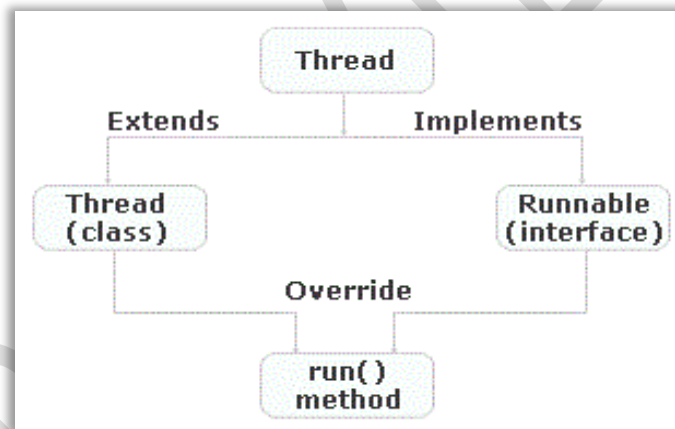 Thread
Extends
Implements
Thread
(class)
Runnable
(interface)
Override
run()
method